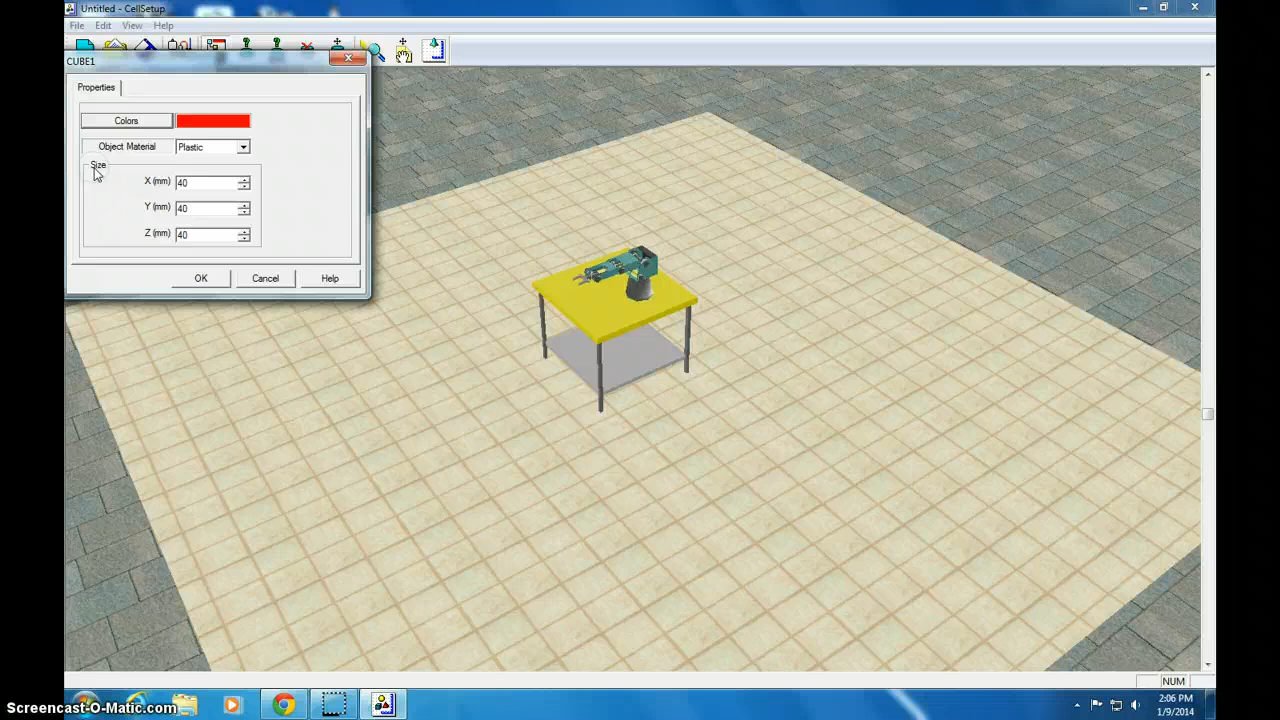 Untitled - CellSetup
File Edit View Help
CUBE1
Properties
Colors
Object Material Plastic
Size
X (mm) 40
Y (mm) 40
Z (mm) 40
OK Cancel Help
NUM
2:06 PM
1/9/2014
Screencast-O-Matic.com